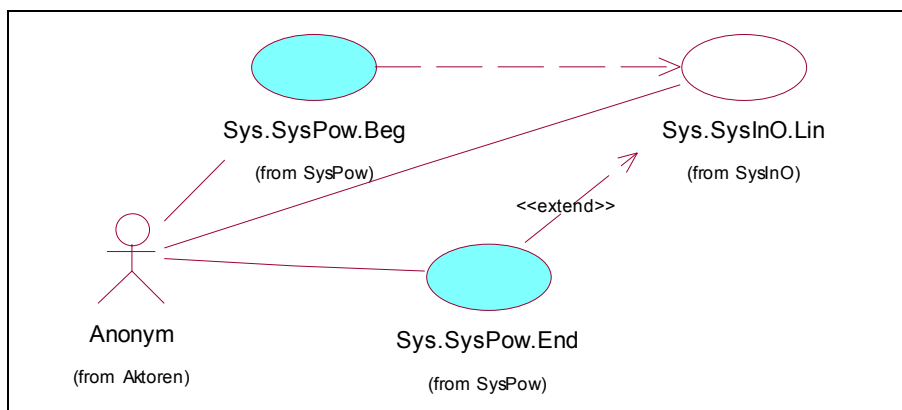 Sys.SysPow.Beg
(from SysPow)
Sys.SysInO.Lin
(from SysInO)
<<extend>>
Anonym
(from Aktoren)
Sys.SysPow.End
(from SysPow)